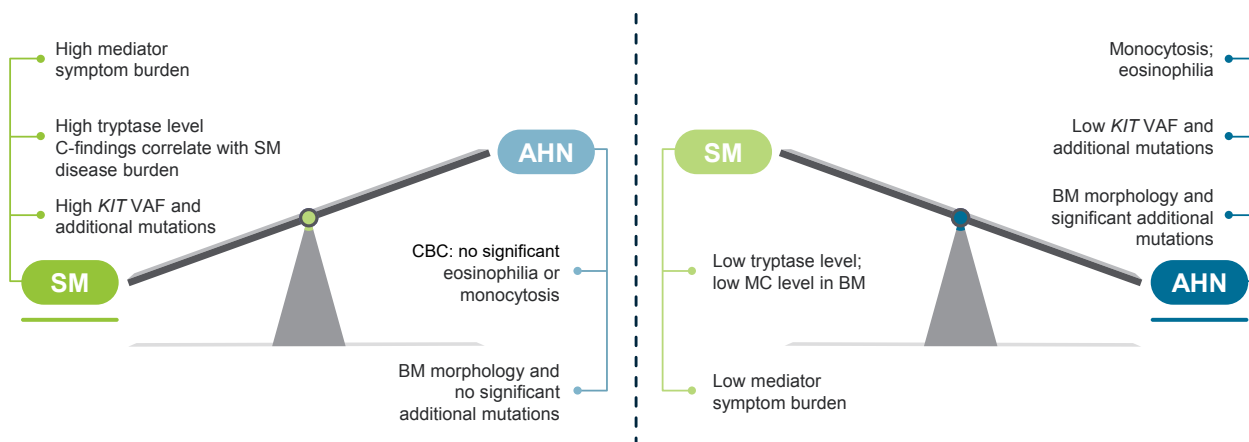 High mediator
symptom burden
High tryptase level
C-findings correlate with SM
disease burden
High KIT VAF and
additional mutations
SM
AHN
CBC: no significant
eosinophilia or
monocytosis
BM morphology and
no significant
additional mutations
SM
Low tryptase level;
low MC level in BM
Low mediator
symptom burden
Monocytosis;
eosinophilia
Low KIT VAF and
additional mutations
BM morphology and
significant additional
mutations
AHN